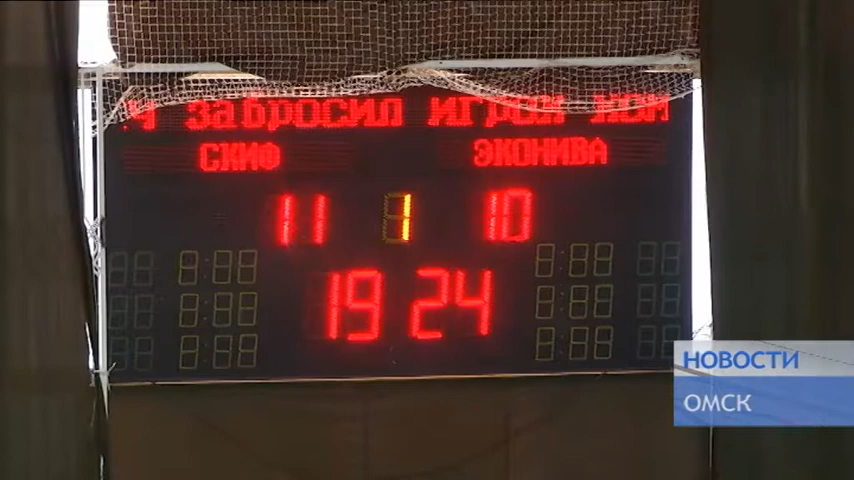 забросил игрок
СКИФ ЭКОНИВА
11 1 10
19 24
НОВОСТИ
ОМСК